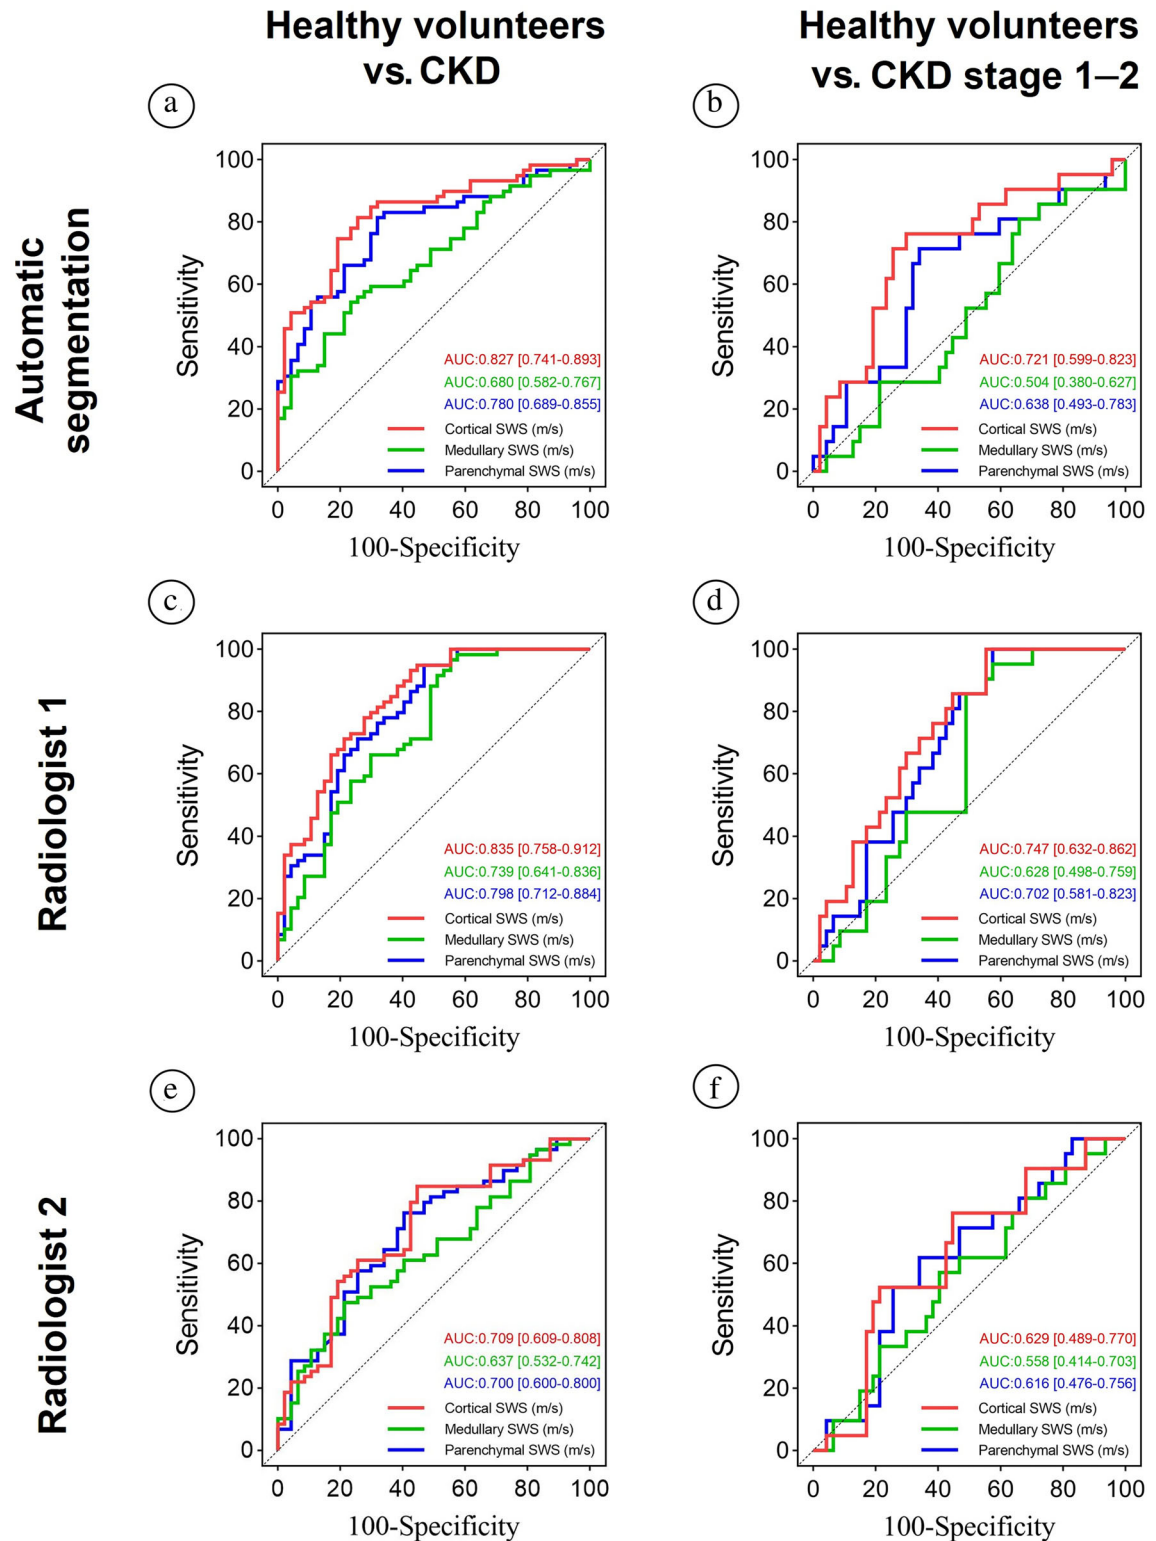 Healthy volunteers
vs. CKD
Healthy volunteers
vs. CKD stage 1–2
Automatic
segmentation
a
Sensitivity
100
80
60
40
20
0
AUC:0.827 [0.741-0.893]
AUC:0.680 [0.582-0.767]
AUC:0.780 [0.689-0.855]
Cortical SWS (m/s)
Medullary SWS (m/s)
Parenchymal SWS (m/s)
0 20 40 60 80 100
100-Specificity
b
Sensitivity
100
80
60
40
20
0
AUC:0.721 [0.599-0.823]
AUC:0.504 [0.380-0.627]
AUC:0.638 [0.493-0.783]
Cortical SWS (m/s)
Medullary SWS (m/s)
Parenchymal SWS (m/s)
0 20 40 60 80 100
100-Specificity
Radiologist 1
c
Sensitivity
100
80
60
40
20
0
AUC:0.835 [0.758-0.912]
AUC:0.739 [0.641-0.836]
AUC:0.798 [0.712-0.884]
Cortical SWS (m/s)
Medullary SWS (m/s)
Parenchymal SWS (m/s)
0 20 40 60 80 100
100-Specificity
d
Sensitivity
100
80
60
40
20
0
AUC:0.747 [0.632-0.862]
AUC:0.628 [0.498-0.759]
AUC:0.702 [0.581-0.823]
Cortical SWS (m/s)
Medullary SWS (m/s)
Parenchymal SWS (m/s)
0 20 40 60 80 100
100-Specificity
Radiologist 2
e
Sensitivity
100
80
60
40
20
0
AUC:0.709 [0.609-0.808]
AUC:0.637 [0.532-0.742]
AUC:0.700 [0.600-0.800]
Cortical SWS (m/s)
Medullary SWS (m/s)
Parenchymal SWS (m/s)
0 20 40 60 80 100
100-Specificity
f
Sensitivity
100
80
60
40
20
0
AUC:0.629 [0.489-0.770]
AUC:0.558 [0.414-0.703]
AUC:0.616 [0.476-0.756]
Cortical SWS (m/s)
Medullary SWS (m/s)
Parenchymal SWS (m/s)
0 20 40 60 80 100
100-Specificity